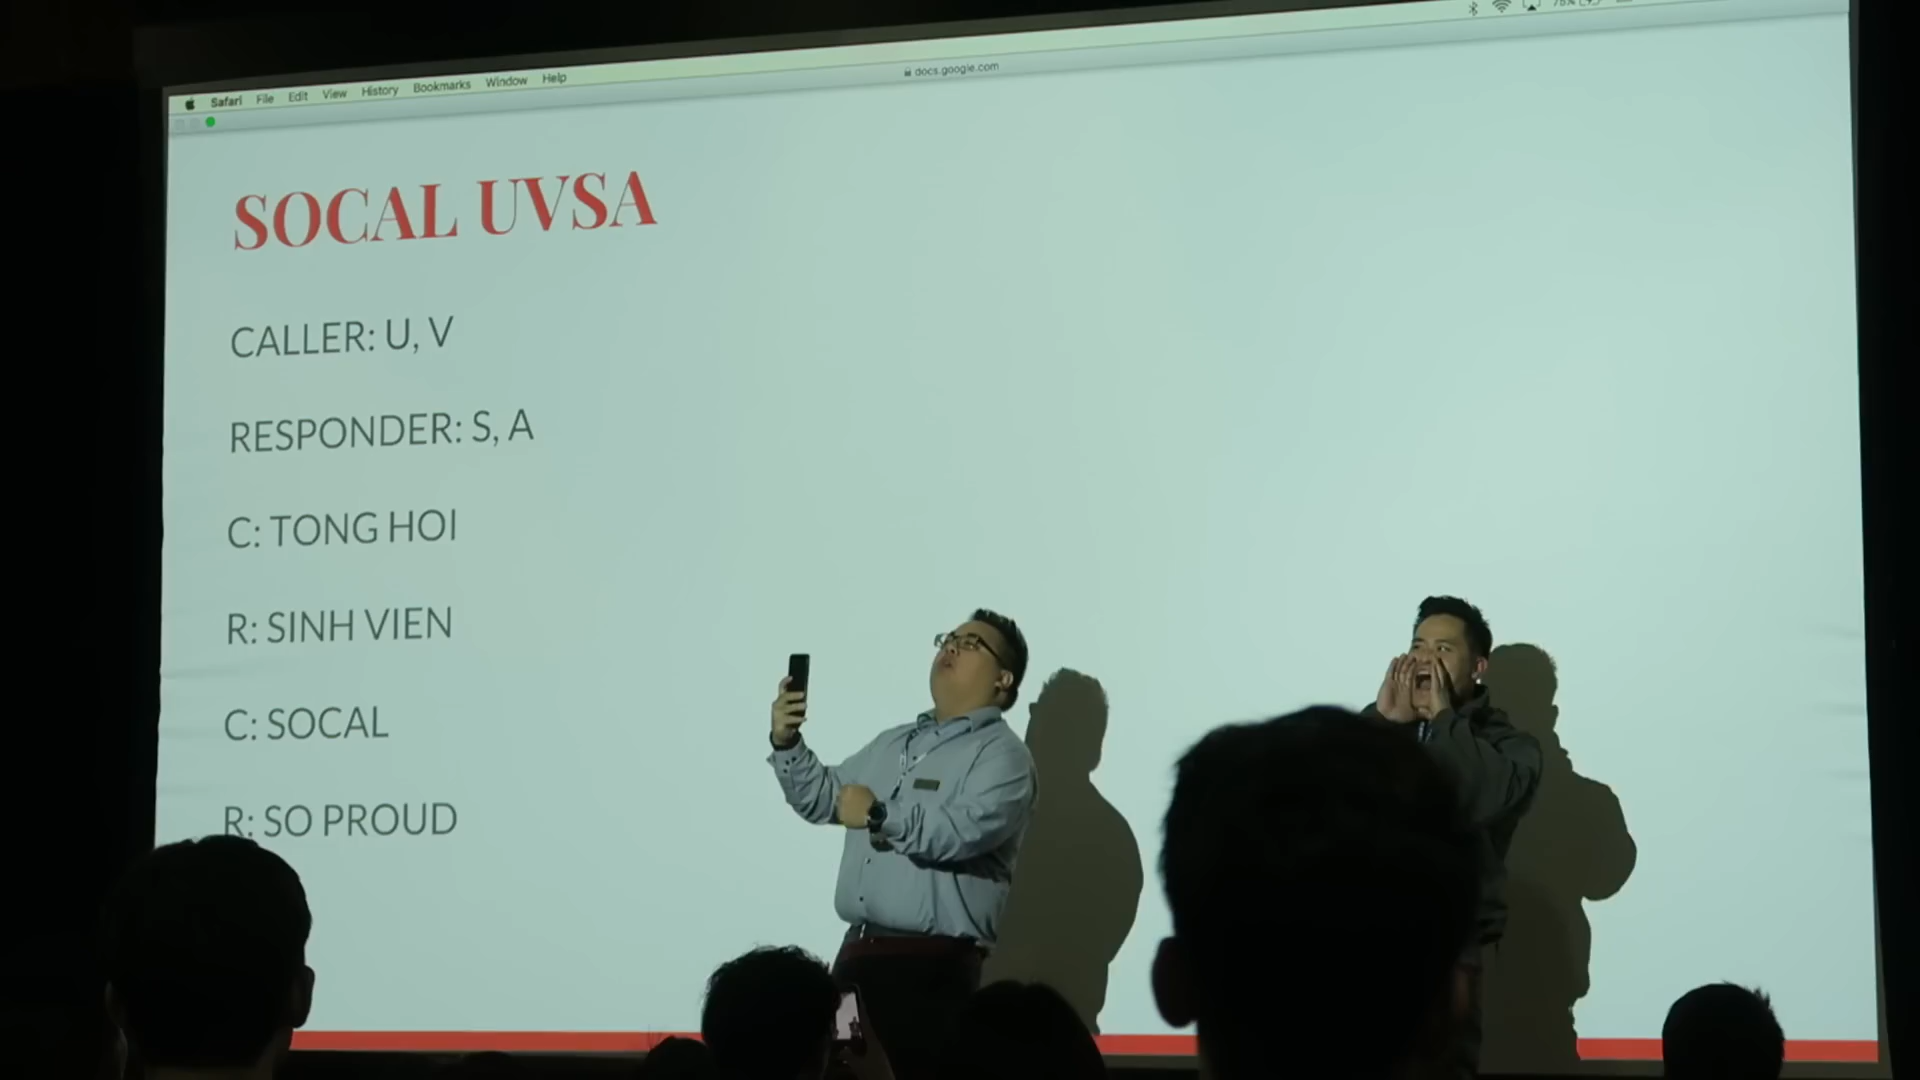 Safari File Edit View History Bookmarks Window Help
75%
docs.google.com
SOCAL UVSA
CALLER: U, V
RESPONDER: S, A
C: TONG HOI
R: SINH VIEN
C: SOCAL
R: SO PROUD